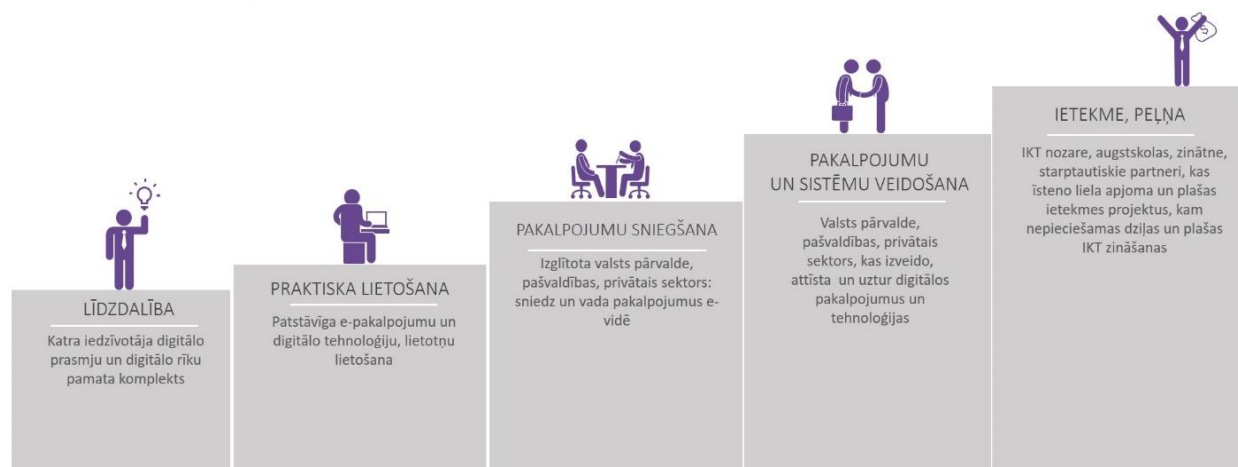 LĪDZDALĪBA
Katra iedzīvotāja digitālo
prasmju un digitālo rīku
pamata komplekts
PRAKTISKA LIETOŠANA
Patstāvīga e-pakalpojumu un
digitālo tehnoloģiju, lietotņu
lietošana
PAKALPOJUMU SNIEGŠANA
Izglītota valsts pārvalde,
pašvaldības, privātais sektors:
sniedz un vada pakalpojumus e-
vidē
PAKALPOJUMU
UN SISTĒMU VEIDOŠANA
Valsts pārvalde,
pašvaldības, privātais
sektors, kas izveido,
attīsta un uztur digitālos
pakalpojumus un
tehnoloģijas
IETEKME, PEĻŅA
IKT nozare, augstskolas, zinātne,
starptautiskie partneri, kas
īsteno liela apjoma un plašas
ietekmes projektus, kam
nepieciešamas dziļas un plašas
IKT zināšanas